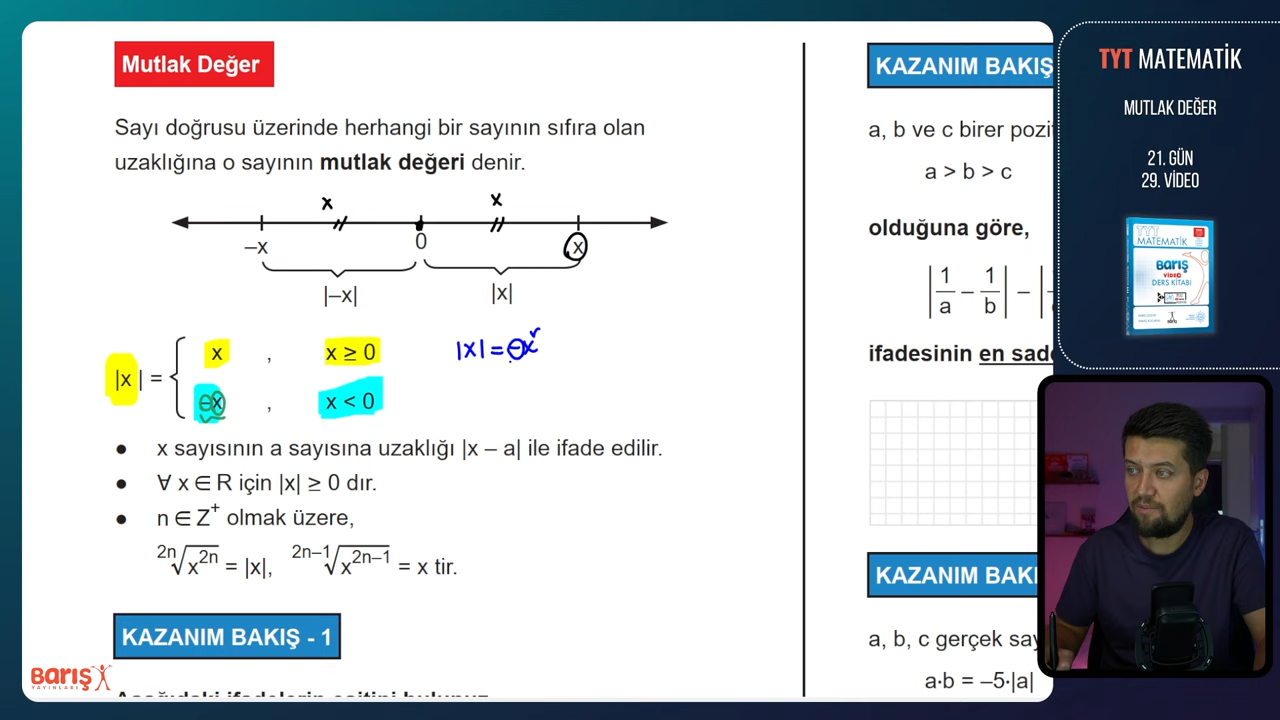 Mutlak Değer
Sayı doğrusu üzerinde herhangi bir sayının sıfıra olan
uzaklığına o sayının mutlak değeri denir.
x x
–x 0 x
|–x| |x|
|x| = x , x ≥ 0
–x , x < 0
|x| = –x
• x sayısının a sayısına uzaklığı |x – a| ile ifade edilir.
• ∀ x ∈ R için |x| ≥ 0 dır.
• n ∈ Z⁺ olmak üzere,
²ⁿ√x²ⁿ = |x|, ²ⁿ⁻¹√x²ⁿ⁻¹ = x tir.
KAZANIM BAKIŞ - 1
KAZANIM BAKIŞ
a, b ve c birer pozi
a > b > c
olduğuna göre,
|1/a – 1/b| – |
ifadesinin en sade
KAZANIM BAKI
a, b, c gerçek say
a·b = –5·|a|
TYT MATEMATİK
MUTLAK DEĞER
21. GÜN
29. VİDEO
TYT
MATEMATİK
BARIŞ
VİDEO
DERS KİTABI
BARIŞ
YAYINLARI